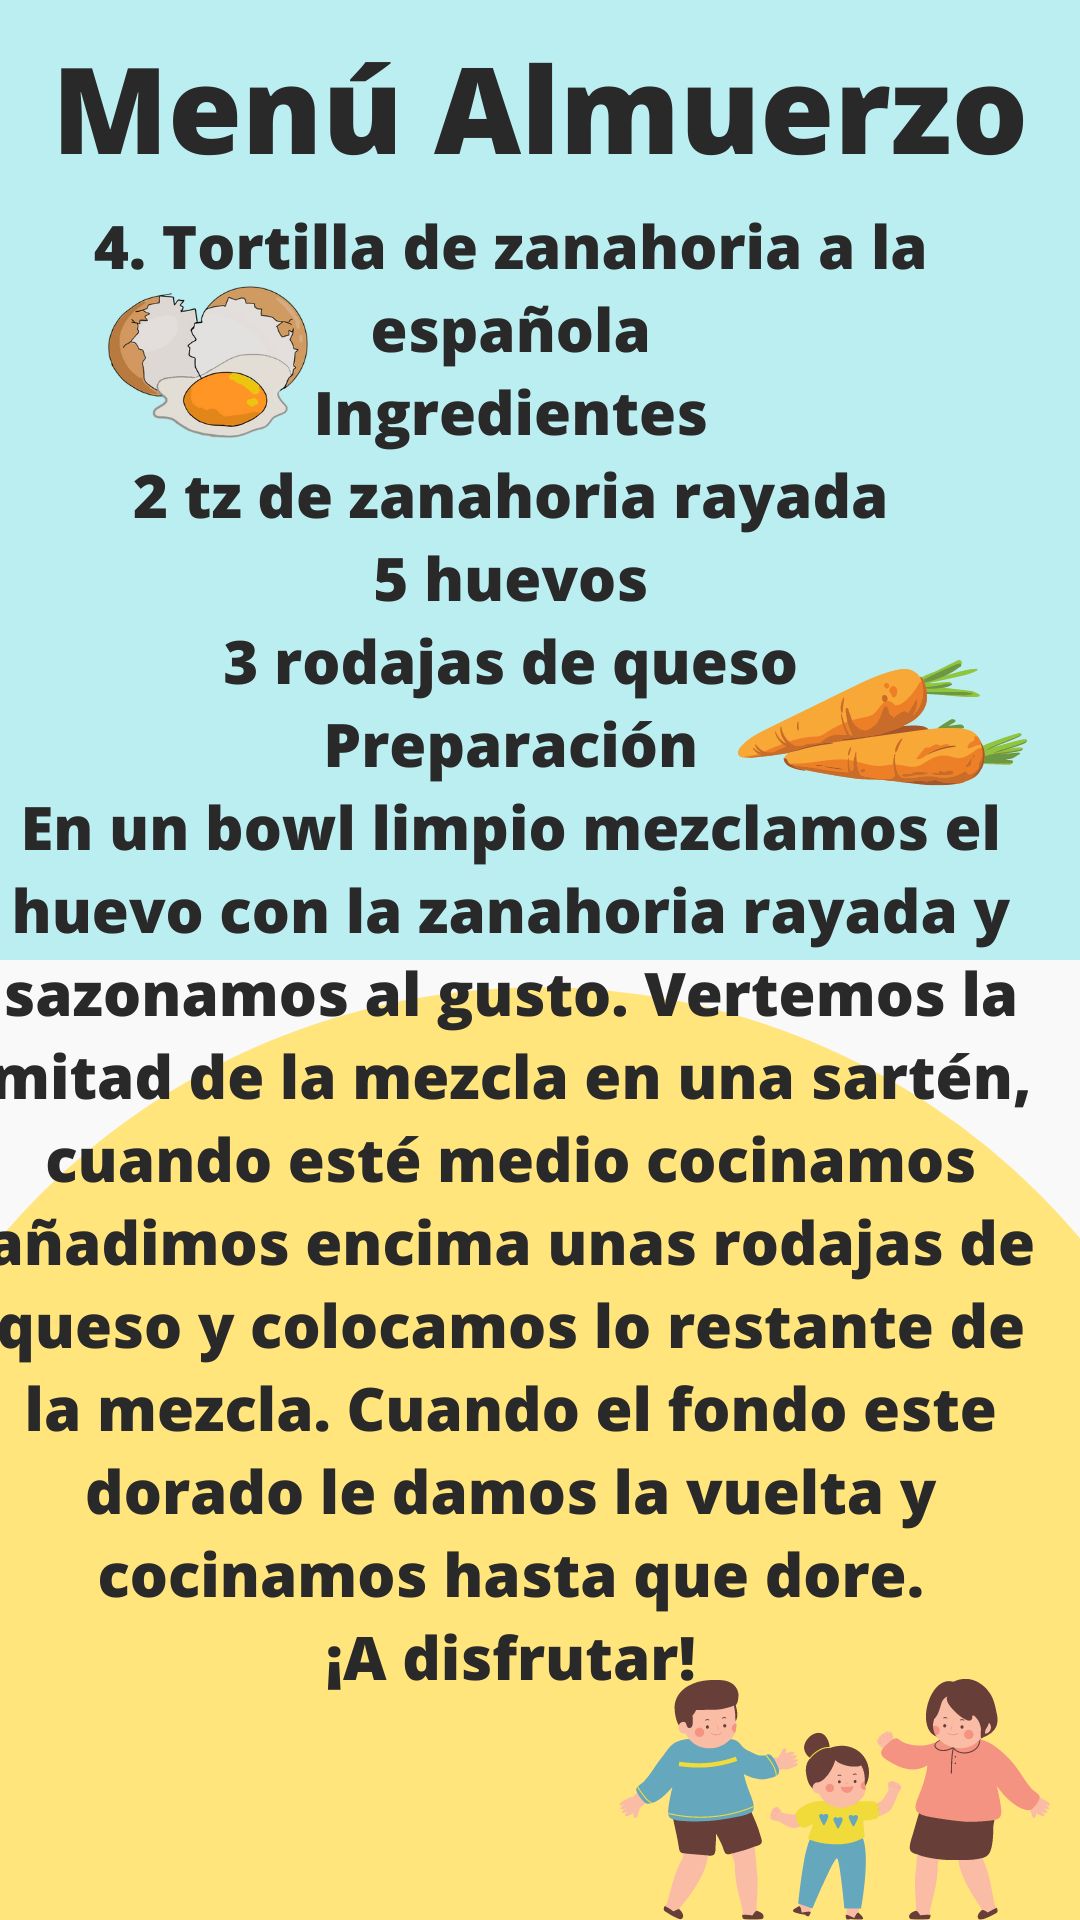 Menú Almuerzo
4. Tortilla de zanahoria a la
española
Ingredientes
2 tz de zanahoria rayada
5 huevos
3 rodajas de queso
Preparación
En un bowl limpio mezclamos el
huevo con la zanahoria rayada y
sazonamos al gusto. Vertemos la
mitad de la mezcla en una sartén,
cuando esté medio cocinamos
añadimos encima unas rodajas de
queso y colocamos lo restante de
la mezcla. Cuando el fondo este
dorado le damos la vuelta y
cocinamos hasta que dore.
¡A disfrutar!